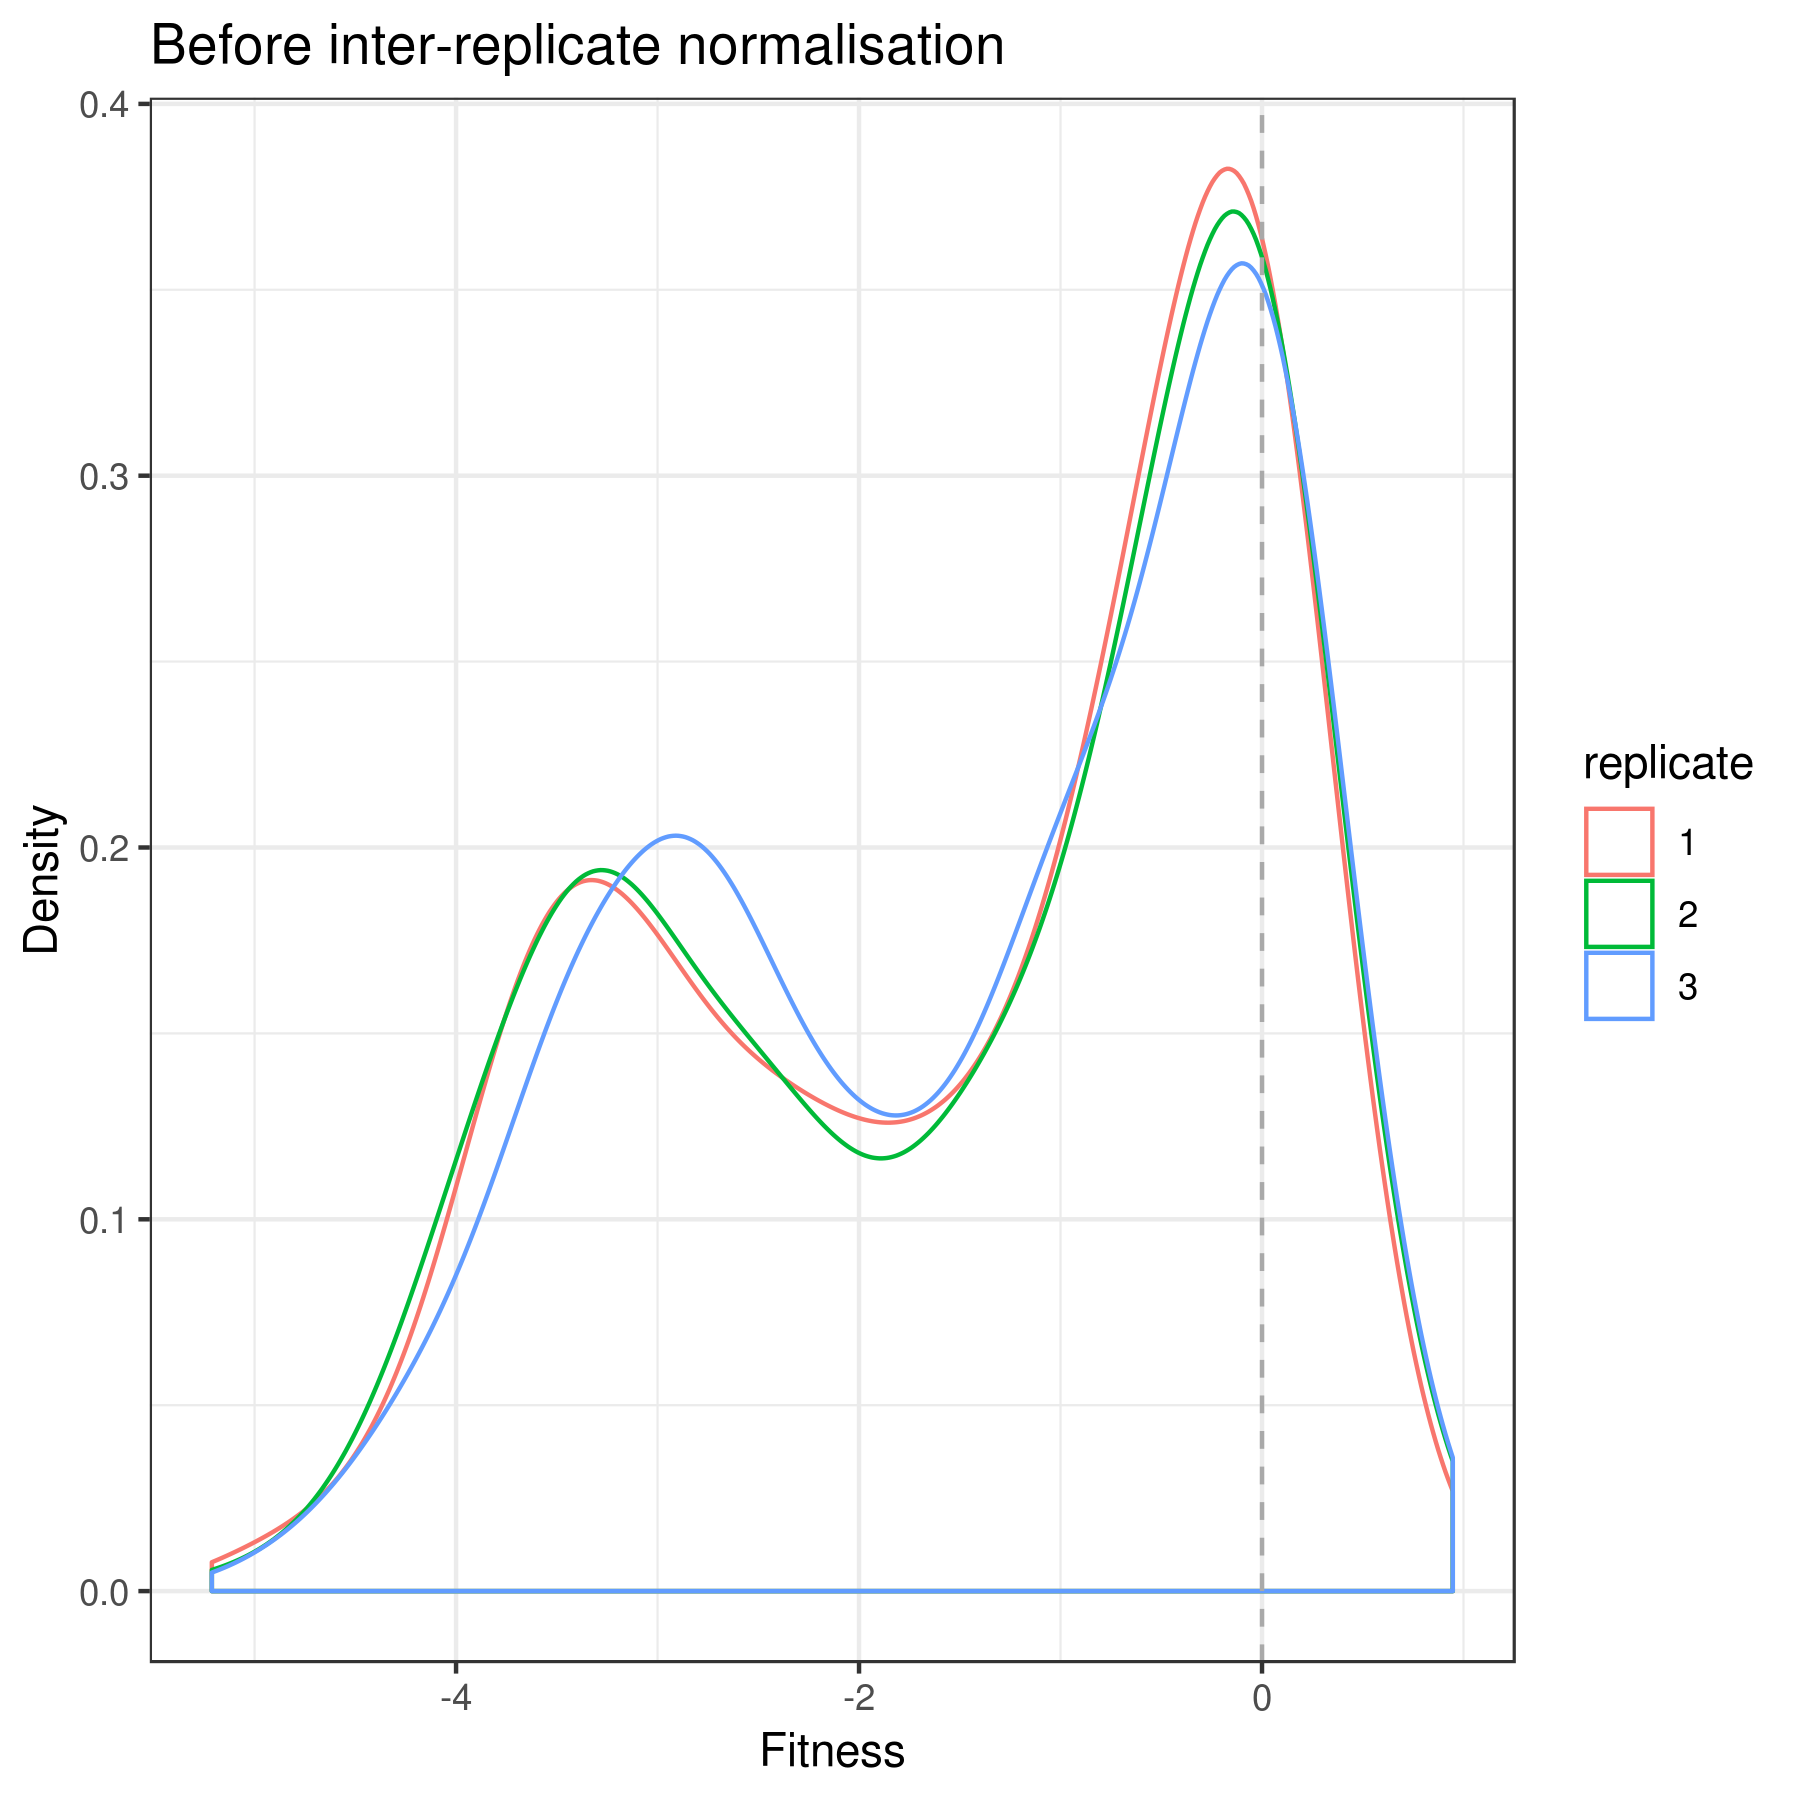 Before inter-replicate normalisation
0.4
0.3
0.2
0.1
0.0
Density
-4
-2
0
Fitness
replicate
1
2
3